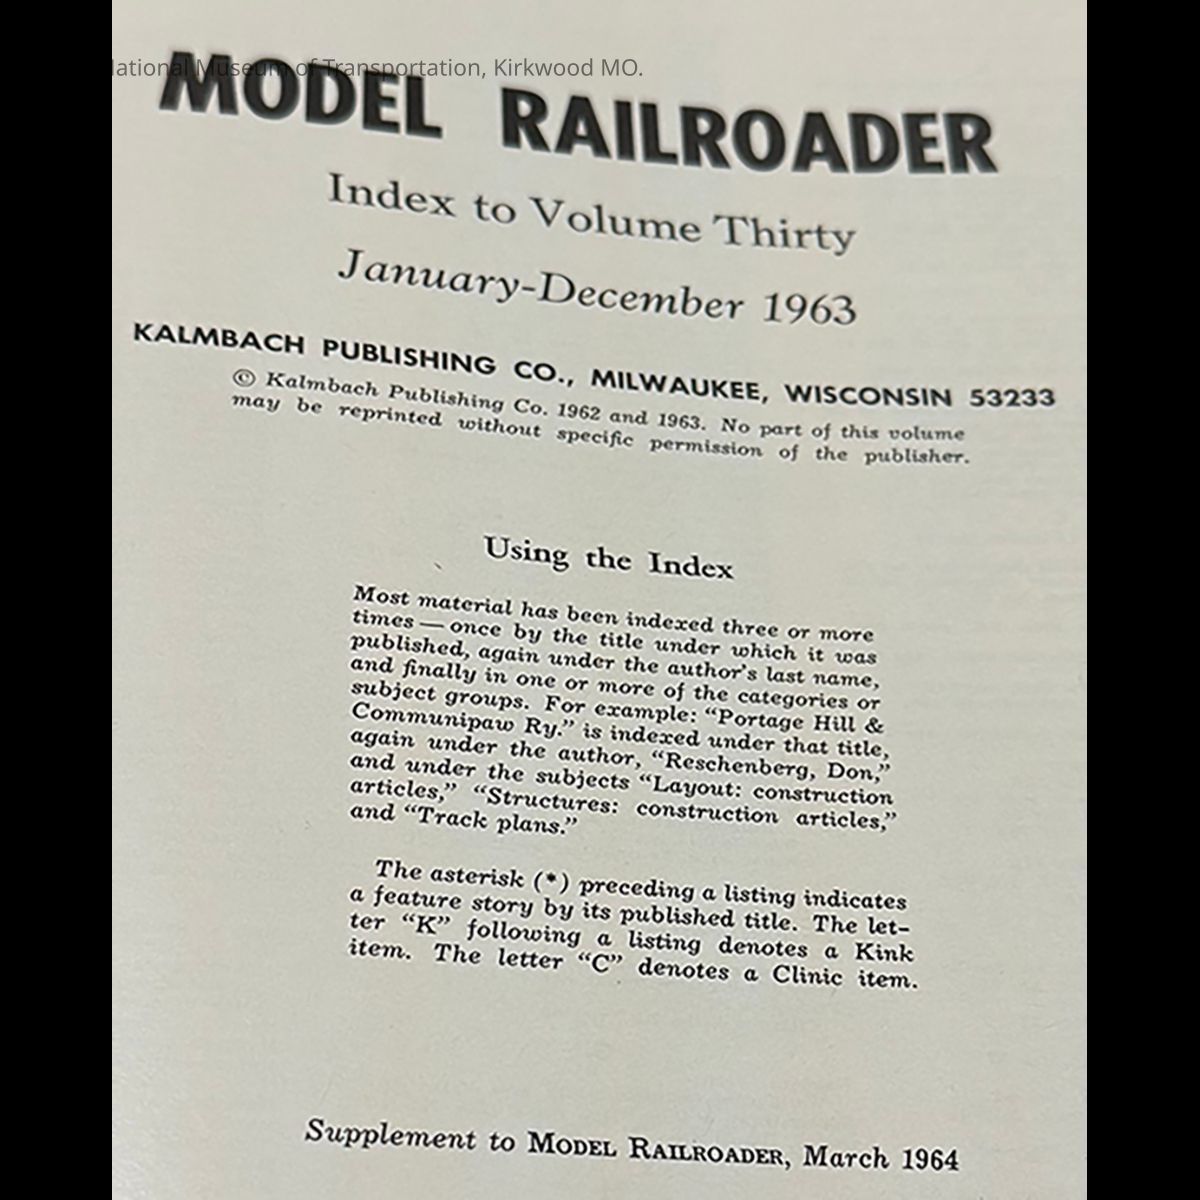 National Museum of Transportation, Kirkwood MO.
MODEL RAILROADER
Index to Volume Thirty
January-December 1963
KALMBACH PUBLISHING CO., MILWAUKEE, WISCONSIN 53233
© Kalmbach Publishing Co. 1962 and 1963. No part of this volume
may be reprinted without specific permission of the publisher.
Using the Index
Most material has been indexed three or more
times — once by the title under which it was
published, again under the author's last name,
and finally in one or more of the categories or
subject groups. For example: “Portage Hill &
Communipaw Ry.” is indexed under that title,
again under the author, “Reschenberg, Don,”
and under the subjects “Layout: construction
articles,” “Structures: construction articles,”
and “Track plans.”
The asterisk (*) preceding a listing indicates
a feature story by its published title. The let-
ter “K” following a listing denotes a Kink
item. The letter “C” denotes a Clinic item.
Supplement to MODEL RAILROADER, March 1964